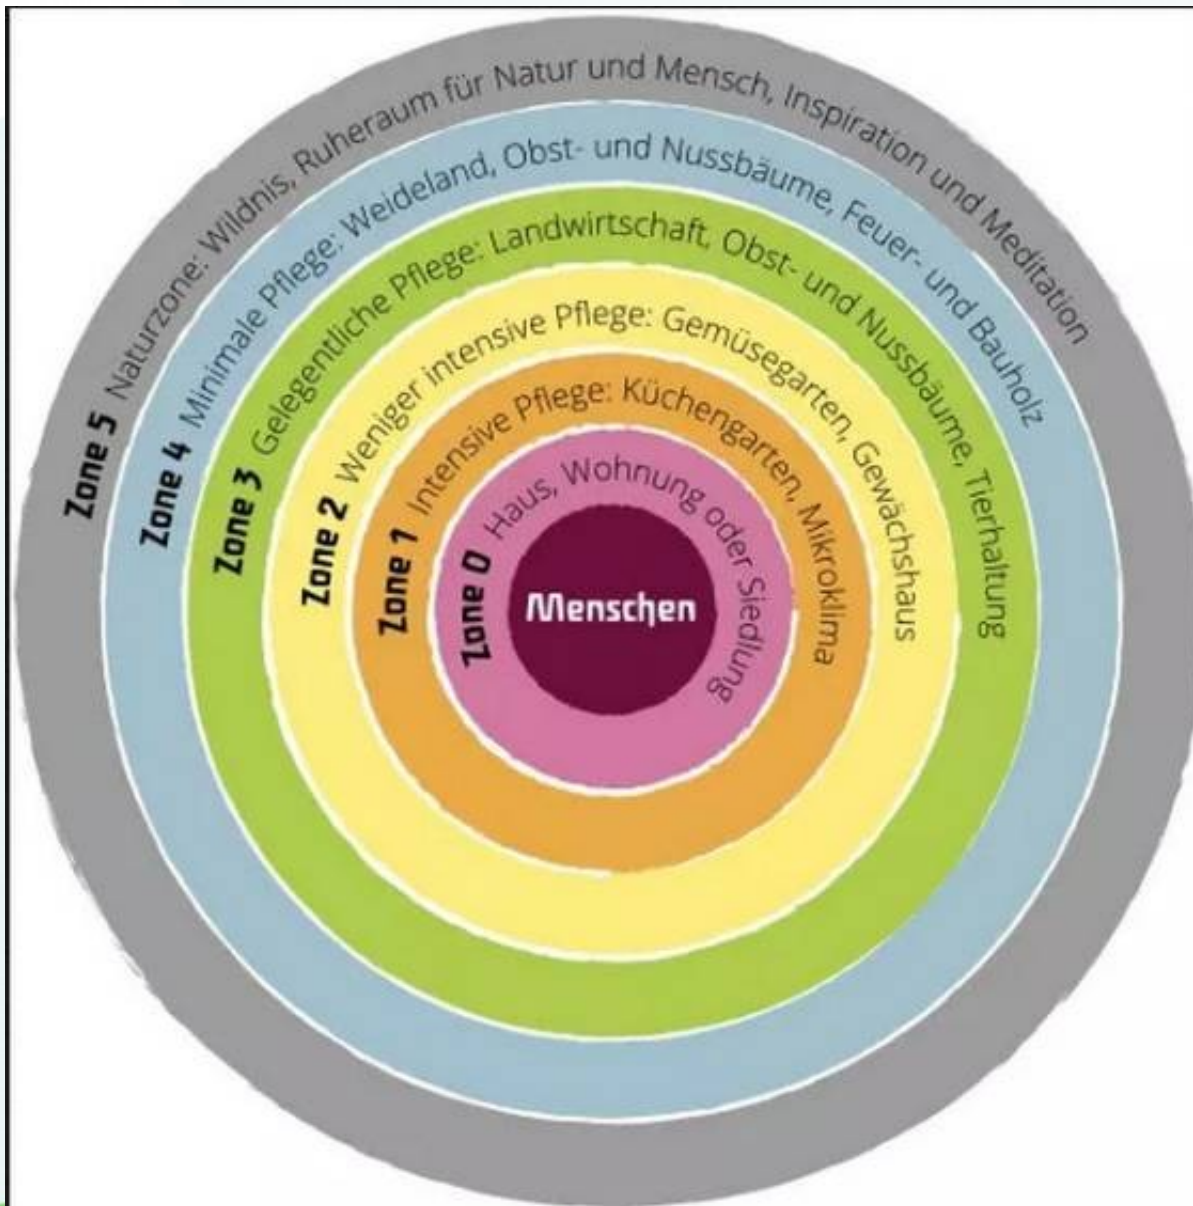 Zone 5 Naturzone: Wildnis, Ruheraum für Natur und Mensch, Inspiration und Meditation
Zone 4 Minimale Pflege: Weideland, Obst- und Nussbäume, Feuer- und Bauholz
Zone 3 Gelegentliche Pflege: Landwirtschaft, Obst- und Nussbäume, Tierhaltung
Zone 2 Weniger intensive Pflege: Gemüsegarten, Gewächshaus
Zone 1 Intensive Pflege: Küchengarten, Mikroklima
Zone 0 Haus, Wohnung oder Siedlung
Menschen